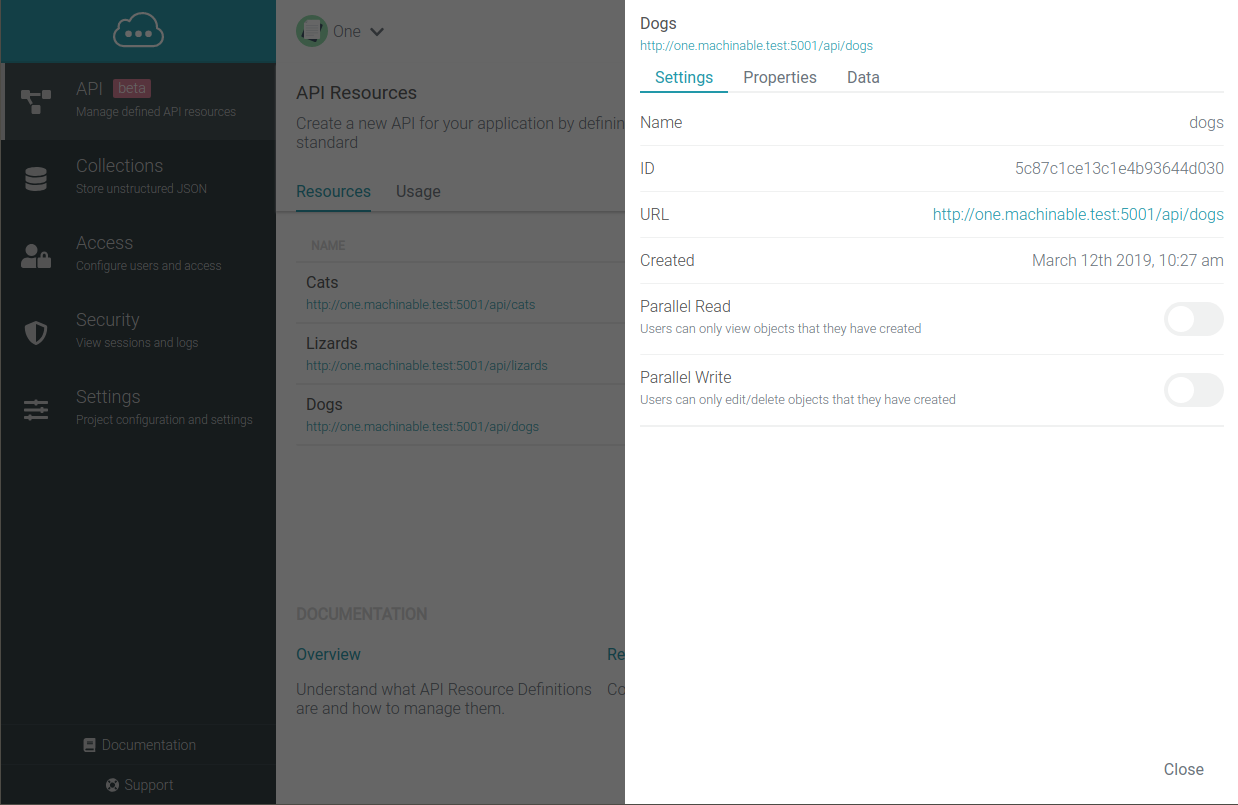 API beta
Manage defined API resources
Collections
Store unstructured JSON
Access
Configure users and access
Security
View sessions and logs
Settings
Project configuration and settings
Documentation
Support
One
API Resources
Create a new API for your application by definin
standard
Resources Usage
NAME
Cats
http://one.machinable.test:5001/api/cats
Lizards
http://one.machinable.test:5001/api/lizards
Dogs
http://one.machinable.test:5001/api/dogs
DOCUMENTATION
Overview
Understand what API Resource Definitions
are and how to manage them.
Re
Co
Dogs
http://one.machinable.test:5001/api/dogs
Settings Properties Data
Name dogs
ID 5c87c1ce13c1e4b93644d030
URL http://one.machinable.test:5001/api/dogs
Created March 12th 2019, 10:27 am
Parallel Read
Users can only view objects that they have created
Parallel Write
Users can only edit/delete objects that they have created
Close